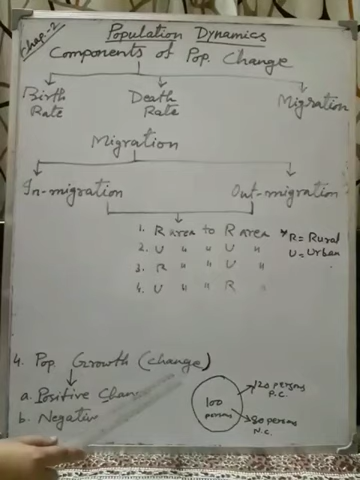 Chap-2
Population Dynamics
Components of Pop. Change
Birth Rate
Death Rate
Migration
Migration
In-migration
Out-migration
1. R area to R area
2. U " " U "
3. R " " U "
4. U " " R "
* R = Rural
U = Urban
4. Pop. Growth (change)
a. Positive Chan
b. Negativ
100 persons
120 persons P.C.
80 persons N.C.